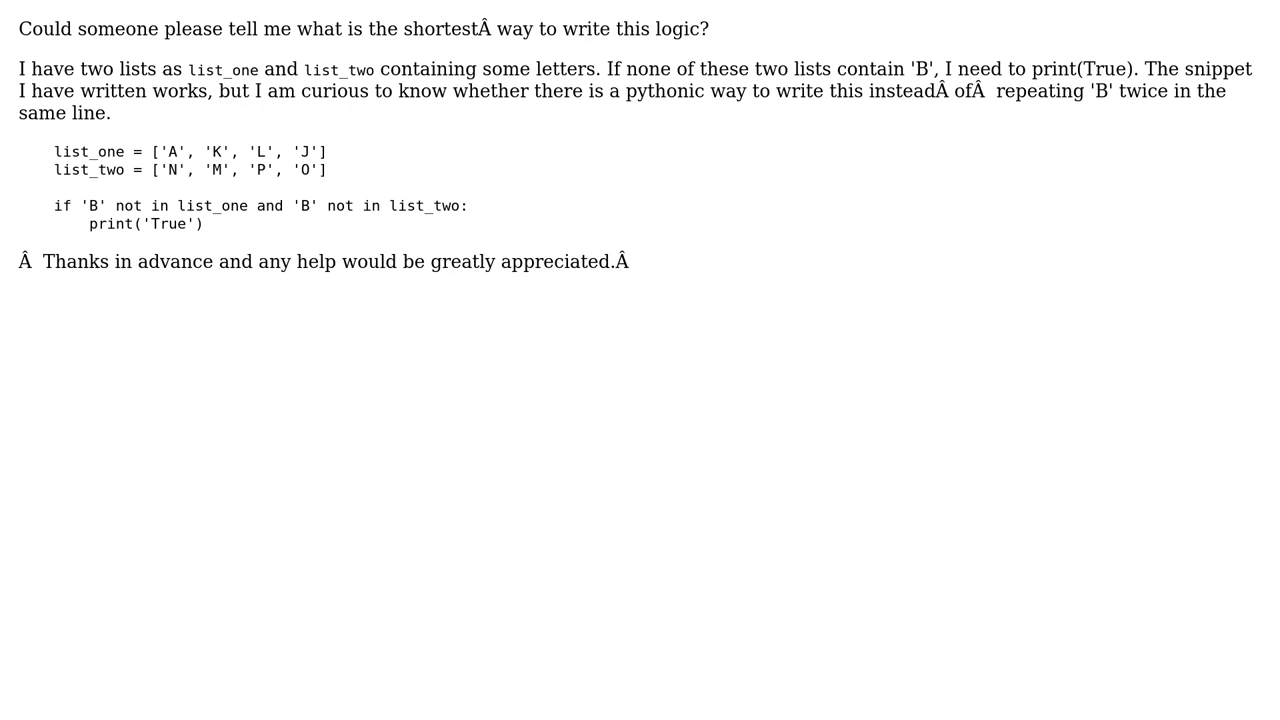 Could someone please tell me what is the shortestÂ way to write this logic?
I have two lists as list_one and list_two containing some letters. If none of these two lists contain 'B', I need to print(True). The snippet
I have written works, but I am curious to know whether there is a pythonic way to write this insteadÂ ofÂ  repeating 'B' twice in the
same line.
list_one = ['A', 'K', 'L', 'J']
list_two = ['N', 'M', 'P', 'O']
if 'B' not in list_one and 'B' not in list_two:
    print('True')
Â  Thanks in advance and any help would be greatly appreciated.Â